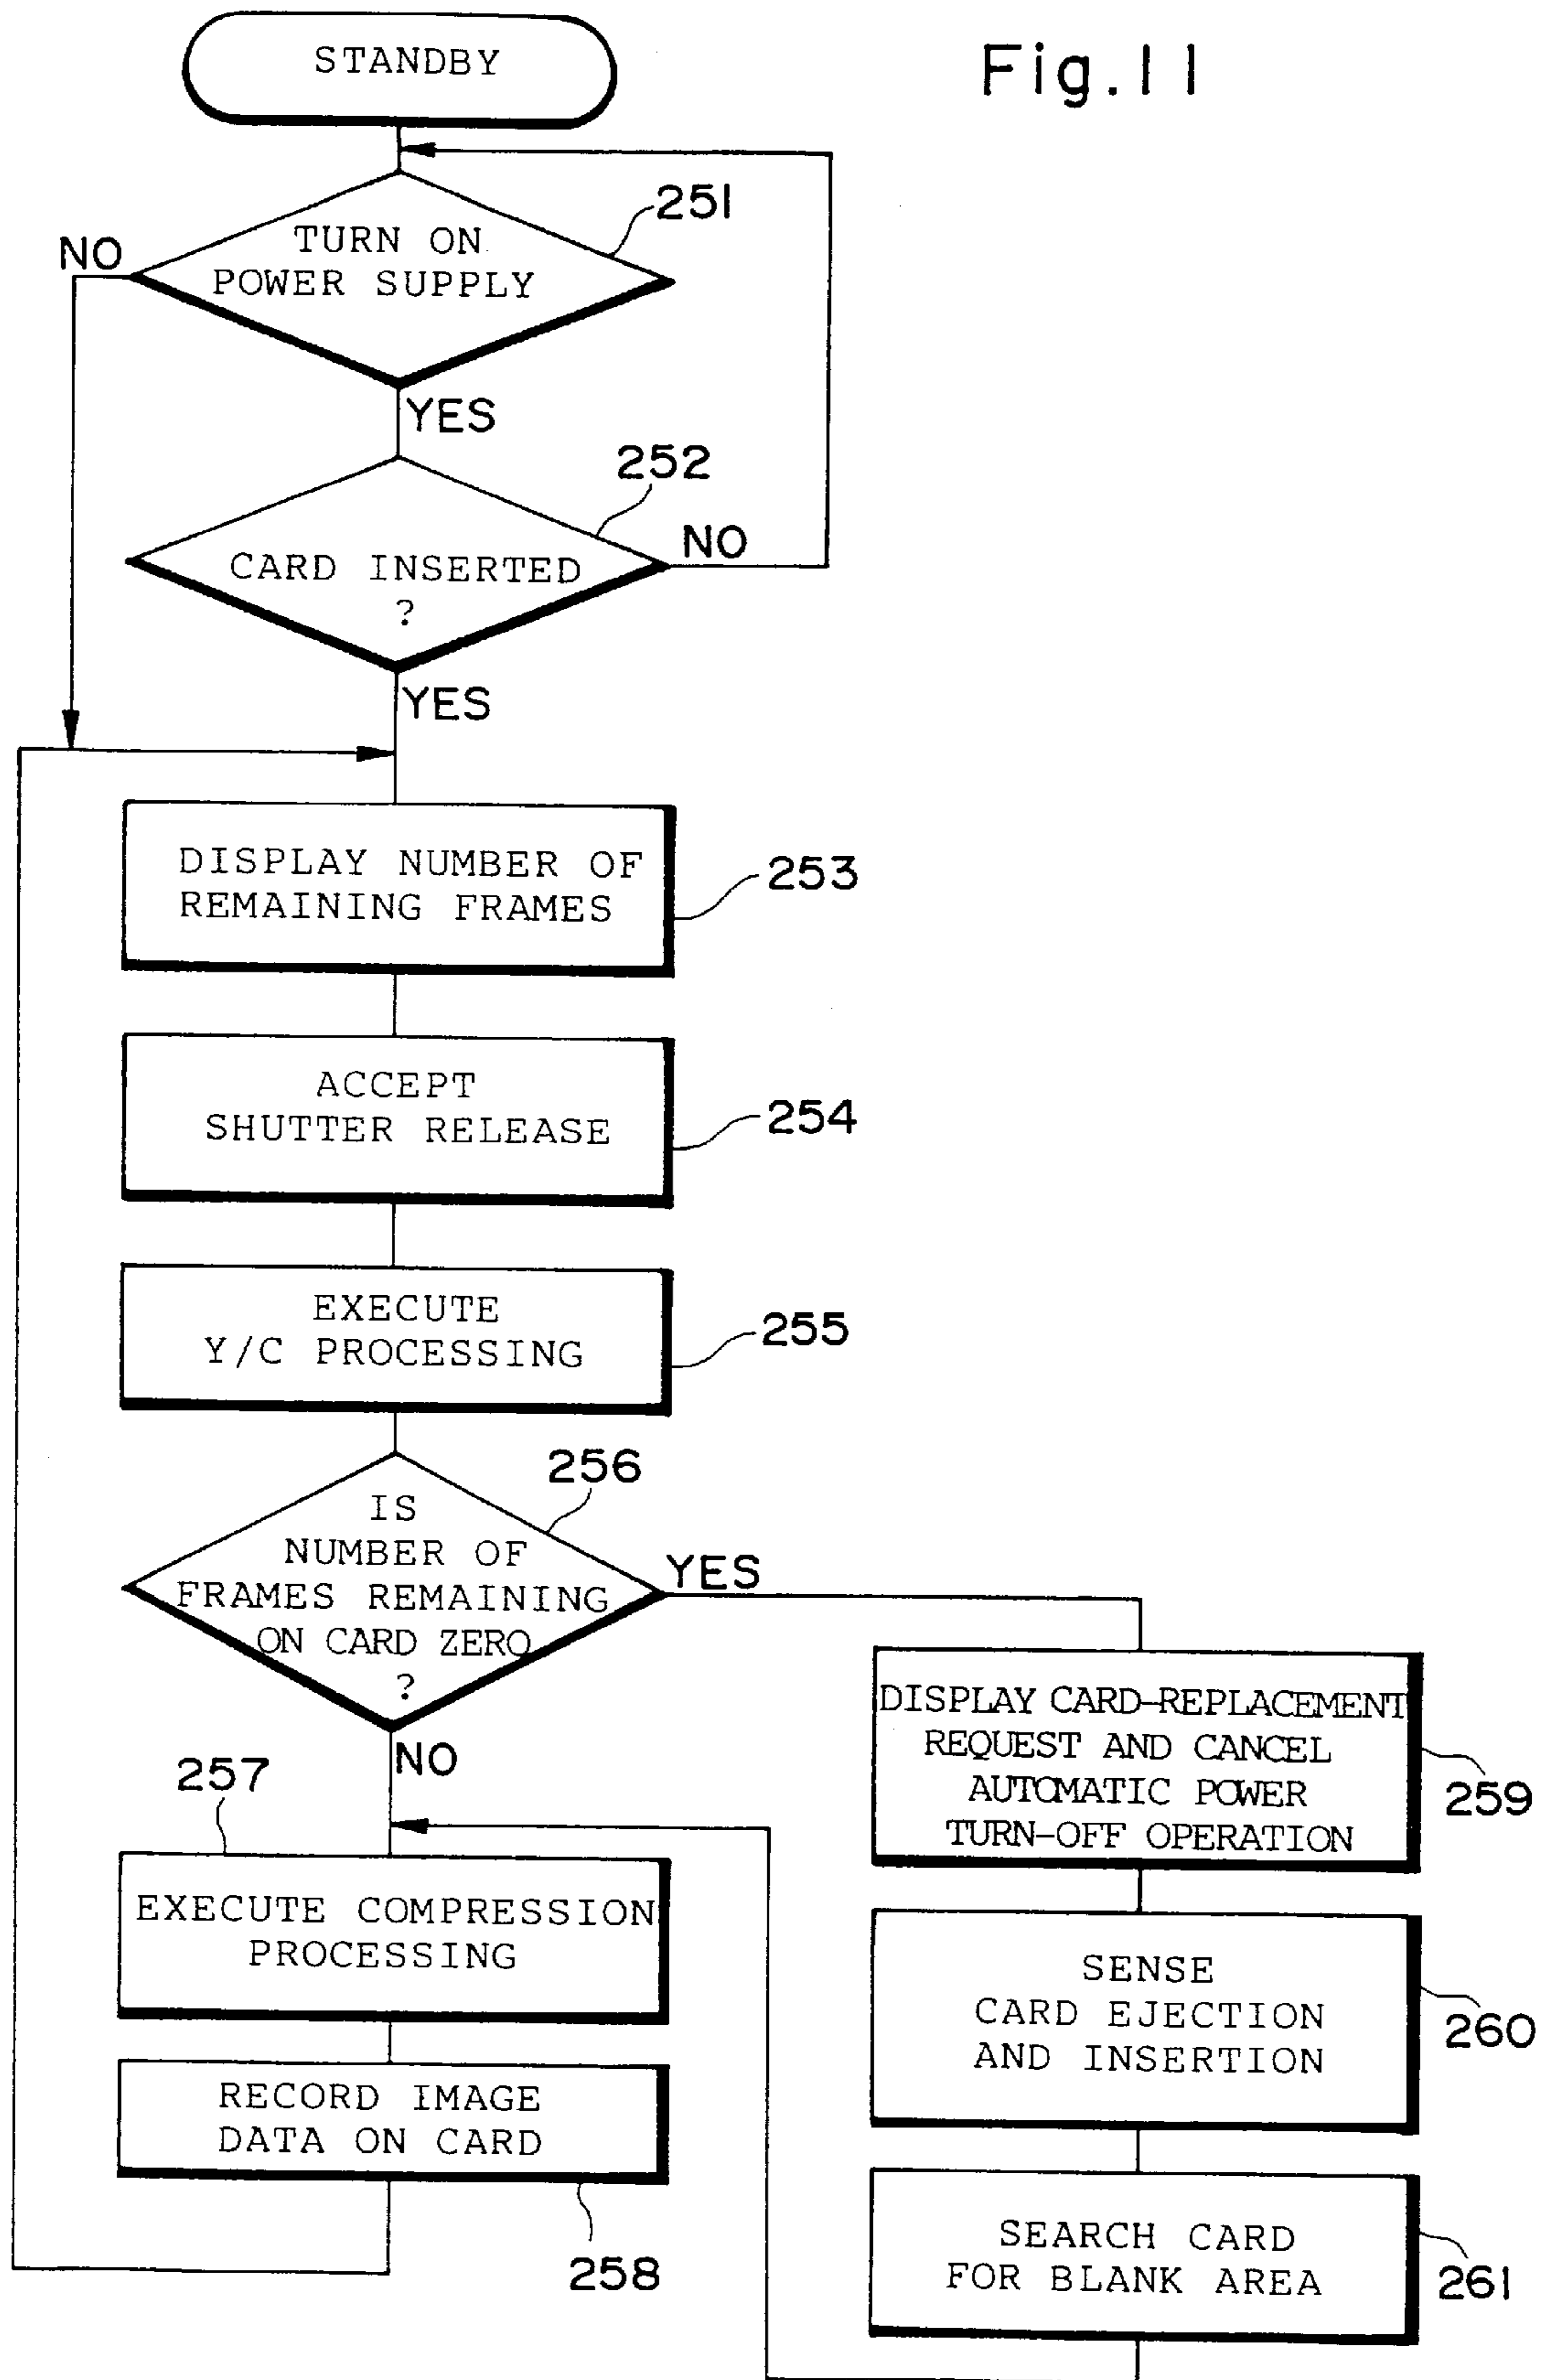 Fig.11
STANDBY
251
NO
TURN ON
POWER SUPPLY
YES
252
NO
CARD INSERTED
?
YES
DISPLAY NUMBER OF
REMAINING FRAMES
253
ACCEPT
SHUTTER RELEASE
254
EXECUTE
Y/C PROCESSING
255
256
IS
NUMBER OF
FRAMES REMAINING
ON CARD ZERO
?
YES
NO
257
EXECUTE COMPRESSION
PROCESSING
RECORD IMAGE
DATA ON CARD
258
DISPLAY CARD-REPLACEMENT
REQUEST AND CANCEL
AUTOMATIC POWER
TURN-OFF OPERATION
259
SENSE
CARD EJECTION
AND INSERTION
260
SEARCH CARD
FOR BLANK AREA
261